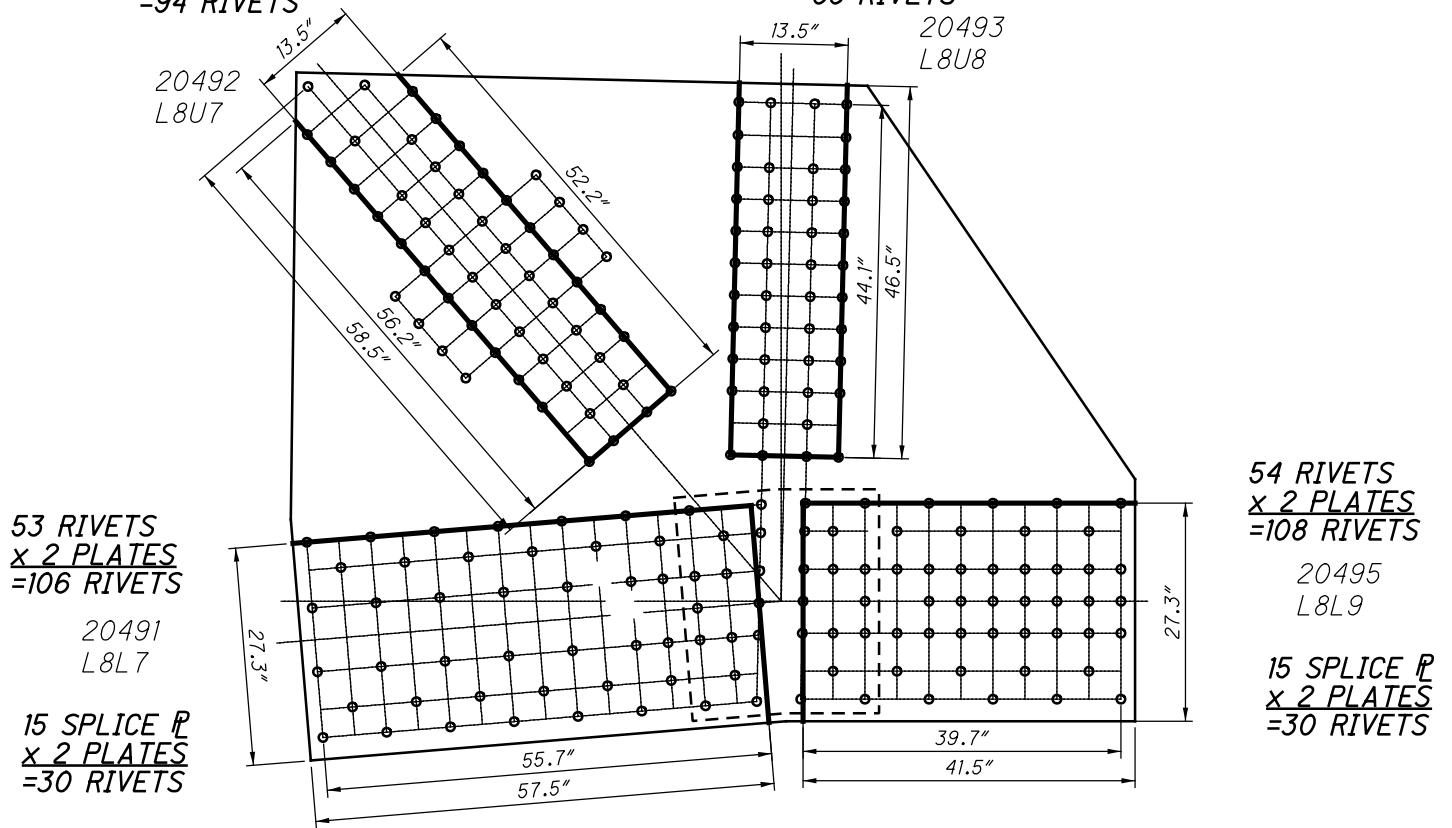 =94 RIVETS
20493
L8U8
13.5"
13.5"
20492
L8U7
52.2"
44.1"
46.5"
56.2"
58.5"
54 RIVETS
x 2 PLATES
=108 RIVETS
53 RIVETS
x 2 PLATES
=106 RIVETS
20495
L8L9
27.3"
20491
L8L7
27.3"
15 SPLICE ⅊
x 2 PLATES
=30 RIVETS
15 SPLICE ⅊
x 2 PLATES
=30 RIVETS
39.7"
41.5"
55.7"
57.5"